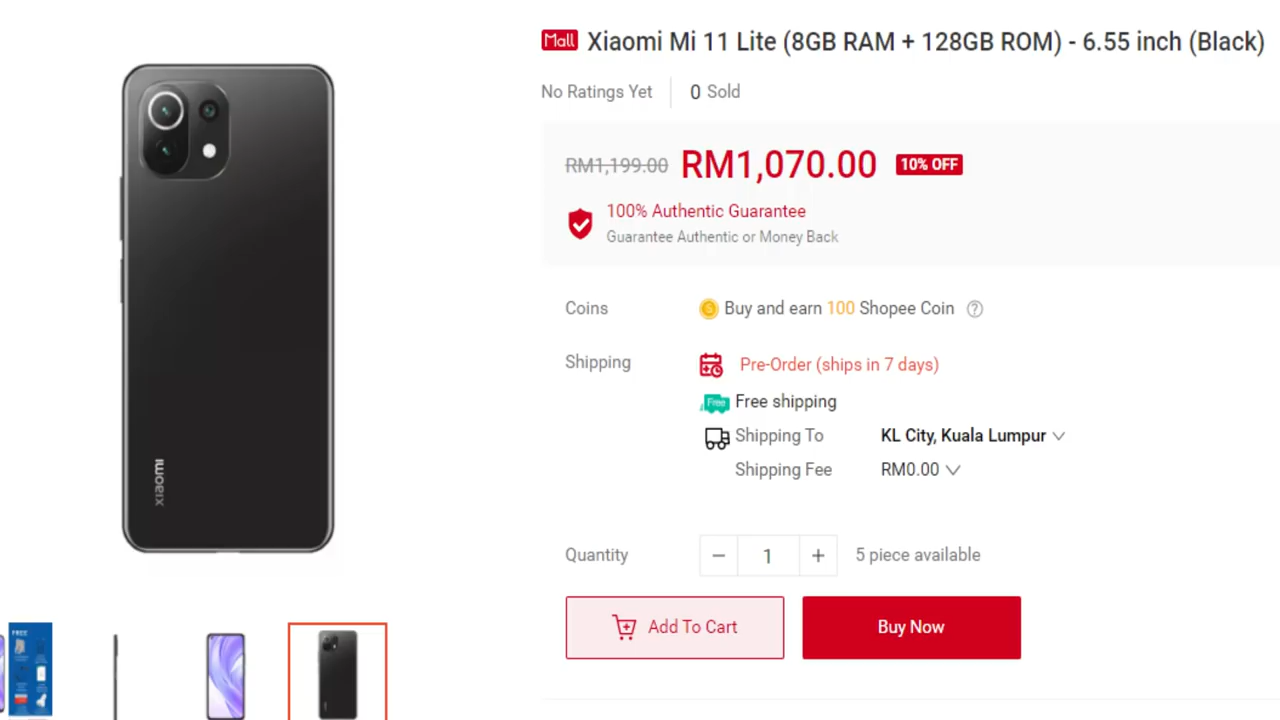 Mall Xiaomi Mi 11 Lite (8GB RAM + 128GB ROM) - 6.55 inch (Black)
No Ratings Yet 0 Sold
RM1,199.00 RM1,070.00 10% OFF
100% Authentic Guarantee
Guarantee Authentic or Money Back
Coins Buy and earn 100 Shopee Coin ?
Shipping Pre-Order (ships in 7 days)
Free Free shipping
Shipping To KL City, Kuala Lumpur
Shipping Fee RM0.00
XIAOMI
Quantity − 1 + 5 piece available
Add To Cart Buy Now
FREE